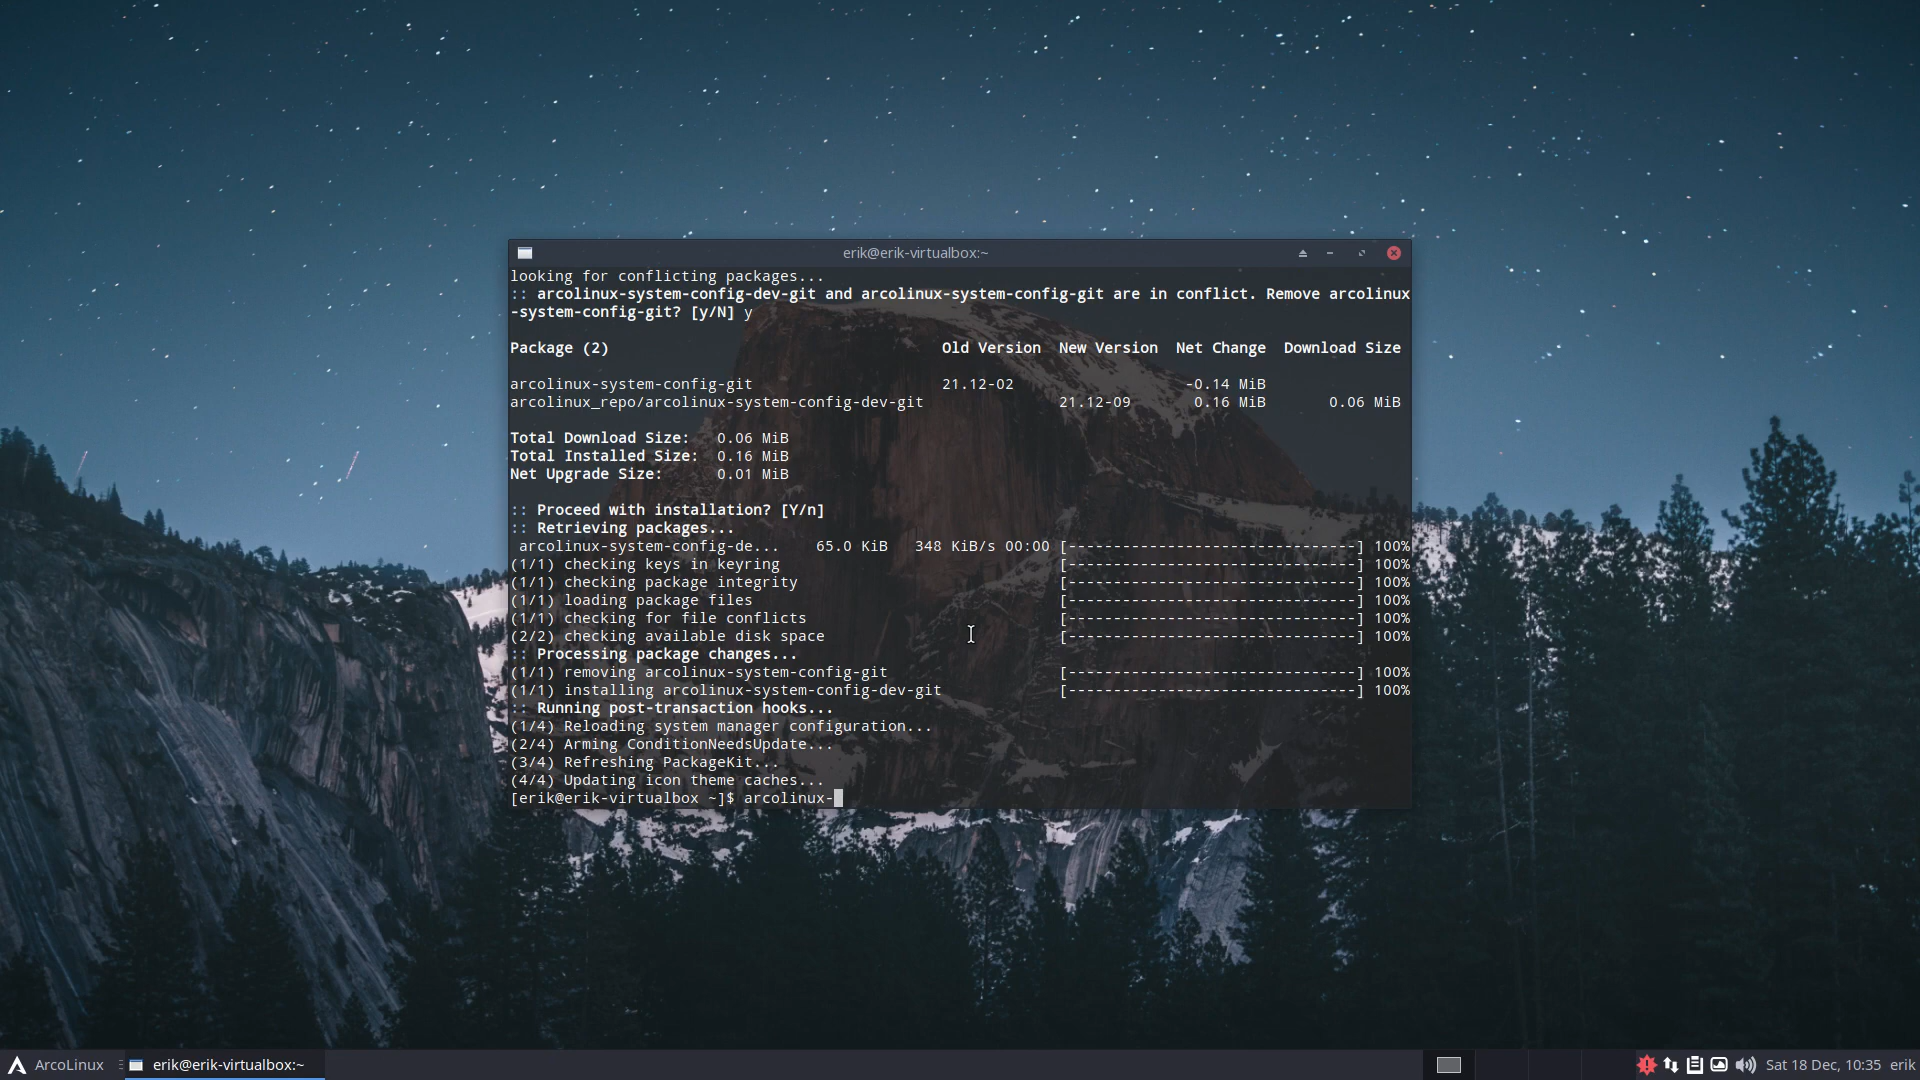 erik@erik-virtualbox:~
looking for conflicting packages...
:: arcolinux-system-config-dev-git and arcolinux-system-config-git are in conflict. Remove arcolinux
-system-config-git? [y/N] y
Package (2) Old Version New Version Net Change Download Size
arcolinux-system-config-git 21.12-02 -0.14 MiB
arcolinux_repo/arcolinux-system-config-dev-git 21.12-09 0.16 MiB 0.06 MiB
Total Download Size: 0.06 MiB
Total Installed Size: 0.16 MiB
Net Upgrade Size: 0.01 MiB
:: Proceed with installation? [Y/n]
:: Retrieving packages...
arcolinux-system-config-de... 65.0 KiB 348 KiB/s 00:00 [--------------------------------] 100%
(1/1) checking keys in keyring [--------------------------------] 100%
(1/1) checking package integrity [--------------------------------] 100%
(1/1) loading package files [--------------------------------] 100%
(1/1) checking for file conflicts [--------------------------------] 100%
(2/2) checking available disk space [--------------------------------] 100%
:: Processing package changes...
(1/1) removing arcolinux-system-config-git [--------------------------------] 100%
(1/1) installing arcolinux-system-config-dev-git [--------------------------------] 100%
:: Running post-transaction hooks...
(1/4) Reloading system manager configuration...
(2/4) Arming ConditionNeedsUpdate...
(3/4) Refreshing PackageKit...
(4/4) Updating icon theme caches...
[erik@erik-virtualbox ~]$ arcolinux-
ArcoLinux erik@erik-virtualbox:~ Sat 18 Dec, 10:35 erik